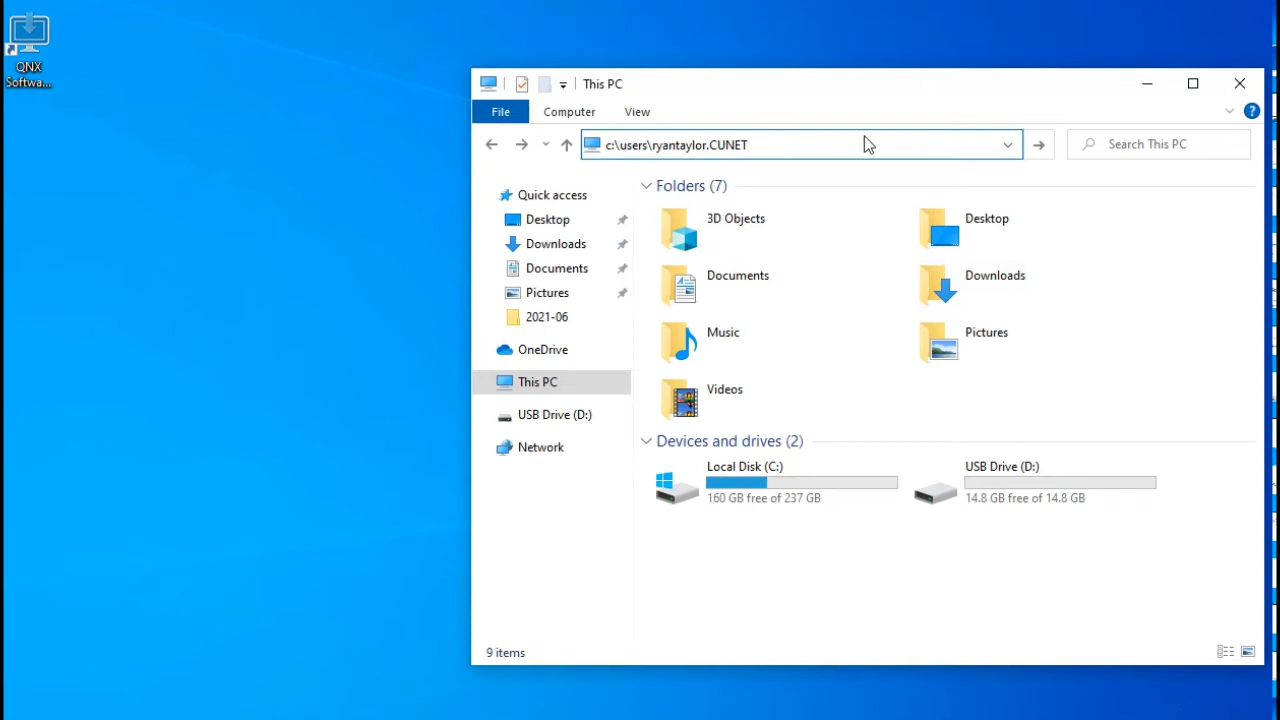 QNX
Softwa...
This PC
File
Computer
View
c:\users\ryantaylor.CUNET
Search This PC
Quick access
Desktop
Downloads
Documents
Pictures
2021-06
OneDrive
This PC
USB Drive (D:)
Network
Folders (7)
3D Objects
Desktop
Documents
Downloads
Music
Pictures
Videos
Devices and drives (2)
Local Disk (C:)
160 GB free of 237 GB
USB Drive (D:)
14.8 GB free of 14.8 GB
9 items